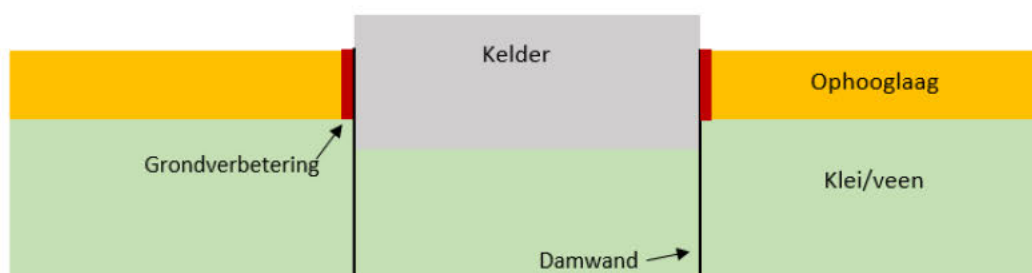 Kelder
Ophooglaag
Grondverbetering
Klei/veen
Damwand